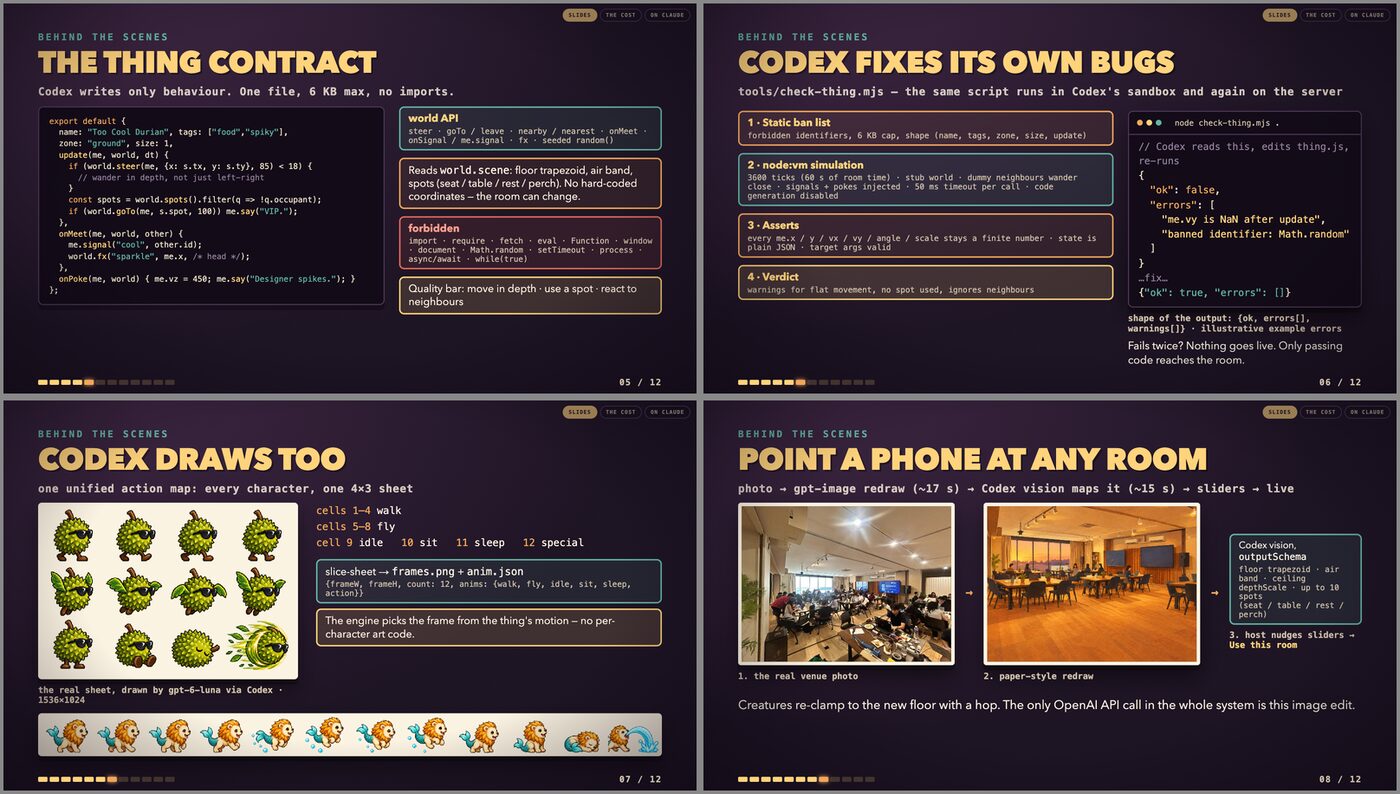 SLIDES THE COST ON CLAUDE
BEHIND THE SCENES
THE THING CONTRACT
Codex writes only behaviour. One file, 6 KB max, no imports.
export default {
name: "Too Cool Durian", tags: ["food","spiky"],
zone: "ground", size: 1,
update(me, world, dt) {
if (world.steer(me, {x: s.tx, y: s.ty}, 85) < 18) {
// wander in depth, not just left-right
}
const spots = world.spots().filter(q => !q.occupant);
if (world.goTo(me, s.spot, 100)) me.say("VIP.");
},
onMeet(me, world, other) {
me.signal("cool", other.id);
world.fx("sparkle", me.x, /* head */);
},
onPoke(me, world) { me.vz = 450; me.say("Designer spikes."); }
};
world API
steer · goTo / leave · nearby / nearest · onMeet ·
onSignal / me.signal · fx · seeded random()
Reads world.scene: floor trapezoid, air band,
spots (seat / table / rest / perch). No hard-coded
coordinates — the room can change.
forbidden
import · require · fetch · eval · Function · window
· document · Math.random · setTimeout · process ·
async/await · while(true)
Quality bar: move in depth · use a spot · react to
neighbours
05 / 12
SLIDES THE COST ON CLAUDE
BEHIND THE SCENES
CODEX FIXES ITS OWN BUGS
tools/check-thing.mjs — the same script runs in Codex's sandbox and again on the server
1 · Static ban list
forbidden identifiers, 6 KB cap, shape (name, tags, zone, size, update)
2 · node:vm simulation
3600 ticks (60 s of room time) · stub world · dummy neighbours wander
close · signals + pokes injected · 50 ms timeout per call · code
generation disabled
3 · Asserts
every me.x / y / vx / vy / angle / scale stays a finite number · state is
plain JSON · target args valid
4 · Verdict
warnings for flat movement, no spot used, ignores neighbours
node check-thing.mjs .
// Codex reads this, edits thing.js,
re-runs
{
"ok": false,
"errors": [
"me.vy is NaN after update",
"banned identifier: Math.random"
]
}
…fix…
{"ok": true, "errors": []}
shape of the output: {ok, errors[],
warnings[]} · illustrative example errors
Fails twice? Nothing goes live. Only passing
code reaches the room.
06 / 12
SLIDES THE COST ON CLAUDE
BEHIND THE SCENES
CODEX DRAWS TOO
one unified action map: every character, one 4×3 sheet
cells 1–4 walk
cells 5–8 fly
cell 9 idle 10 sit 11 sleep 12 special
slice-sheet → frames.png + anim.json
{frameW, frameH, count: 12, anims: {walk, fly, idle, sit, sleep,
action}}
The engine picks the frame from the thing's motion — no per-
character art code.
the real sheet, drawn by gpt-6-luna via Codex ·
1536×1024
07 / 12
SLIDES THE COST ON CLAUDE
BEHIND THE SCENES
POINT A PHONE AT ANY ROOM
photo → gpt-image redraw (~17 s) → Codex vision maps it (~15 s) → sliders → live
→
→
Codex vision,
outputSchema
floor trapezoid · air
band · ceiling
depthScale · up to 10
spots
(seat / table / rest /
perch)
1. the real venue photo
2. paper-style redraw
3. host nudges sliders →
Use this room
Creatures re-clamp to the new floor with a hop. The only OpenAI API call in the whole system is this image edit.
08 / 12